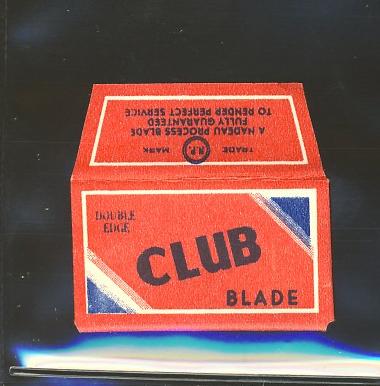 A NADEAU PROCESS BLADE
FULLY GUARANTEED
TO RENDER PERFECT SERVICE
TRADE N.P. MARK
DOUBLE
EDGE
CLUB
BLADE